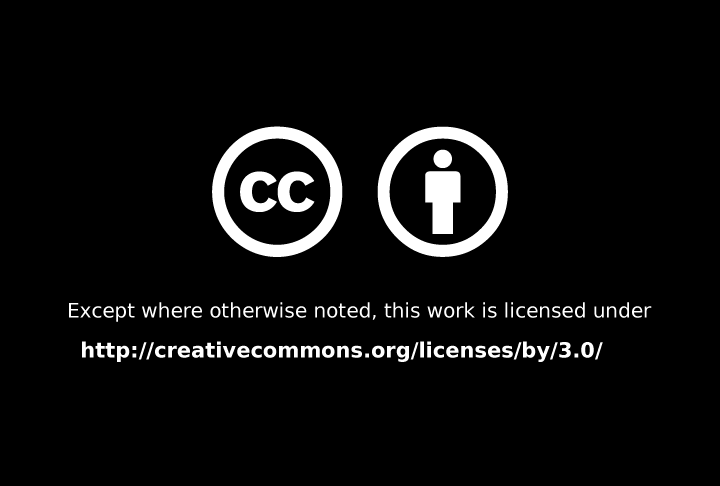 cc
Except where otherwise noted, this work is licensed under
http://creativecommons.org/licenses/by/3.0/